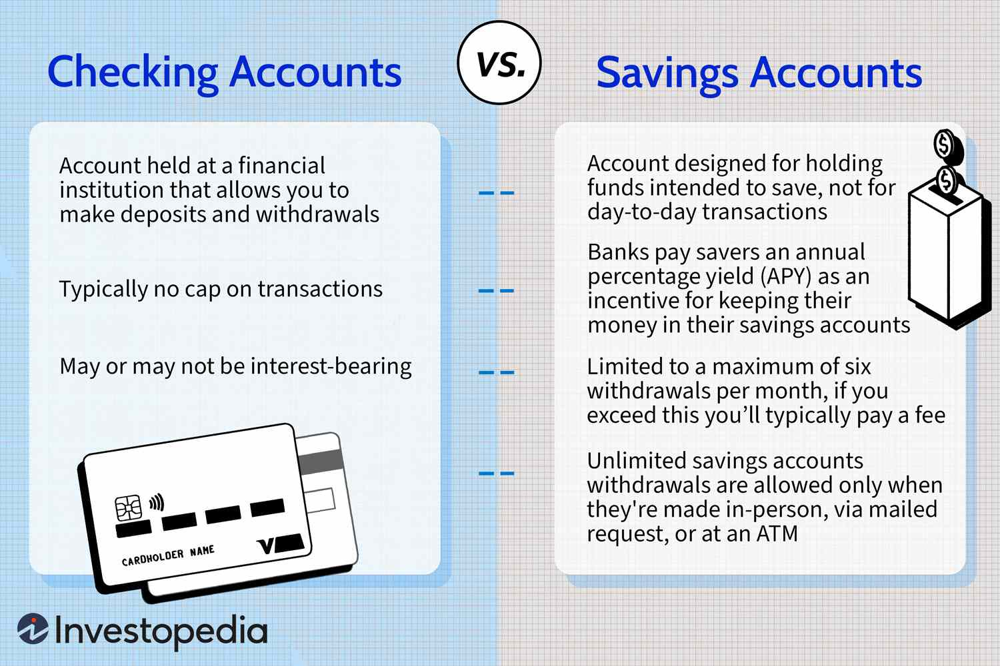 Checking Accounts
VS.
Savings Accounts
Account held at a financial
institution that allows you to
make deposits and withdrawals
Typically no cap on transactions
May or may not be interest-bearing
CARDHOLDER NAME
V
Account designed for holding
funds intended to save, not for
day-to-day transactions
Banks pay savers an annual
percentage yield (APY) as an
incentive for keeping their
money in their savings accounts
Limited to a maximum of six
withdrawals per month, if you
exceed this you’ll typically pay a fee
Unlimited savings accounts
withdrawals are allowed only when
they're made in-person, via mailed
request, or at an ATM
$
$
Investopedia